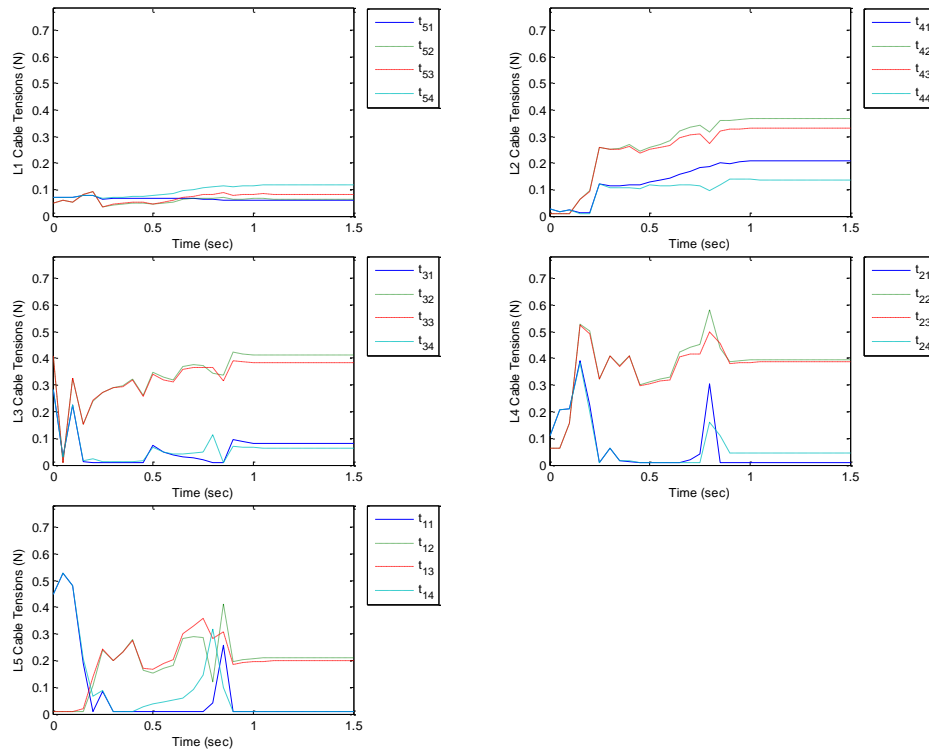 L1 Cable Tensions (N)
0.7
0.6
0.5
0.4
0.3
0.2
0.1
0
0 0.5 1 1.5
Time (sec)
t51
t52
t53
t54
L2 Cable Tensions (N)
0.7
0.6
0.5
0.4
0.3
0.2
0.1
0
0 0.5 1 1.5
Time (sec)
t41
t42
t43
t44
L3 Cable Tensions (N)
0.7
0.6
0.5
0.4
0.3
0.2
0.1
0
0 0.5 1 1.5
Time (sec)
t31
t32
t33
t34
L4 Cable Tensions (N)
0.7
0.6
0.5
0.4
0.3
0.2
0.1
0
0 0.5 1 1.5
Time (sec)
t21
t22
t23
t24
L5 Cable Tensions (N)
0.7
0.6
0.5
0.4
0.3
0.2
0.1
0
0 0.5 1 1.5
Time (sec)
t11
t12
t13
t14